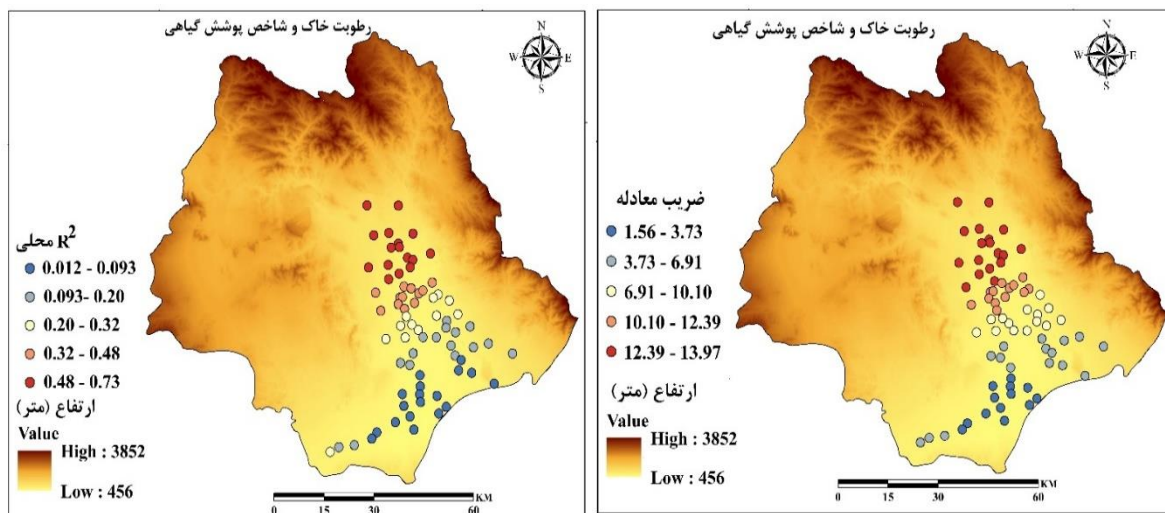 رطوبت خاک و شاخص پوشش گیاهی
N
W E
S
R² محلی
0.012 - 0.093
0.093- 0.20
0.20 - 0.32
0.32 - 0.48
0.48 - 0.73
ارتفاع (متر)
Value
High : 3852
Low : 456
KM
0 15 30 60
رطوبت خاک و شاخص پوشش گیاهی
N
W E
S
ضریب معادله
1.56 - 3.73
3.73 - 6.91
6.91 - 10.10
10.10 - 12.39
12.39 - 13.97
ارتفاع (متر)
Value
High : 3852
Low : 456
KM
0 15 30 60